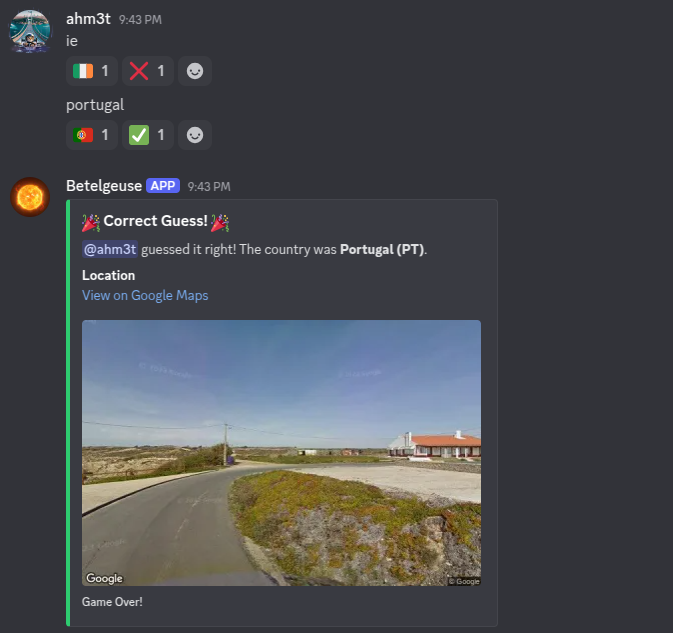 ahm3t 9:43 PM
ie
1 1
portugal
1 1
Betelgeuse APP 9:43 PM
Correct Guess!
@ahm3t guessed it right! The country was Portugal (PT).
Location
View on Google Maps
Google
© Google
Game Over!